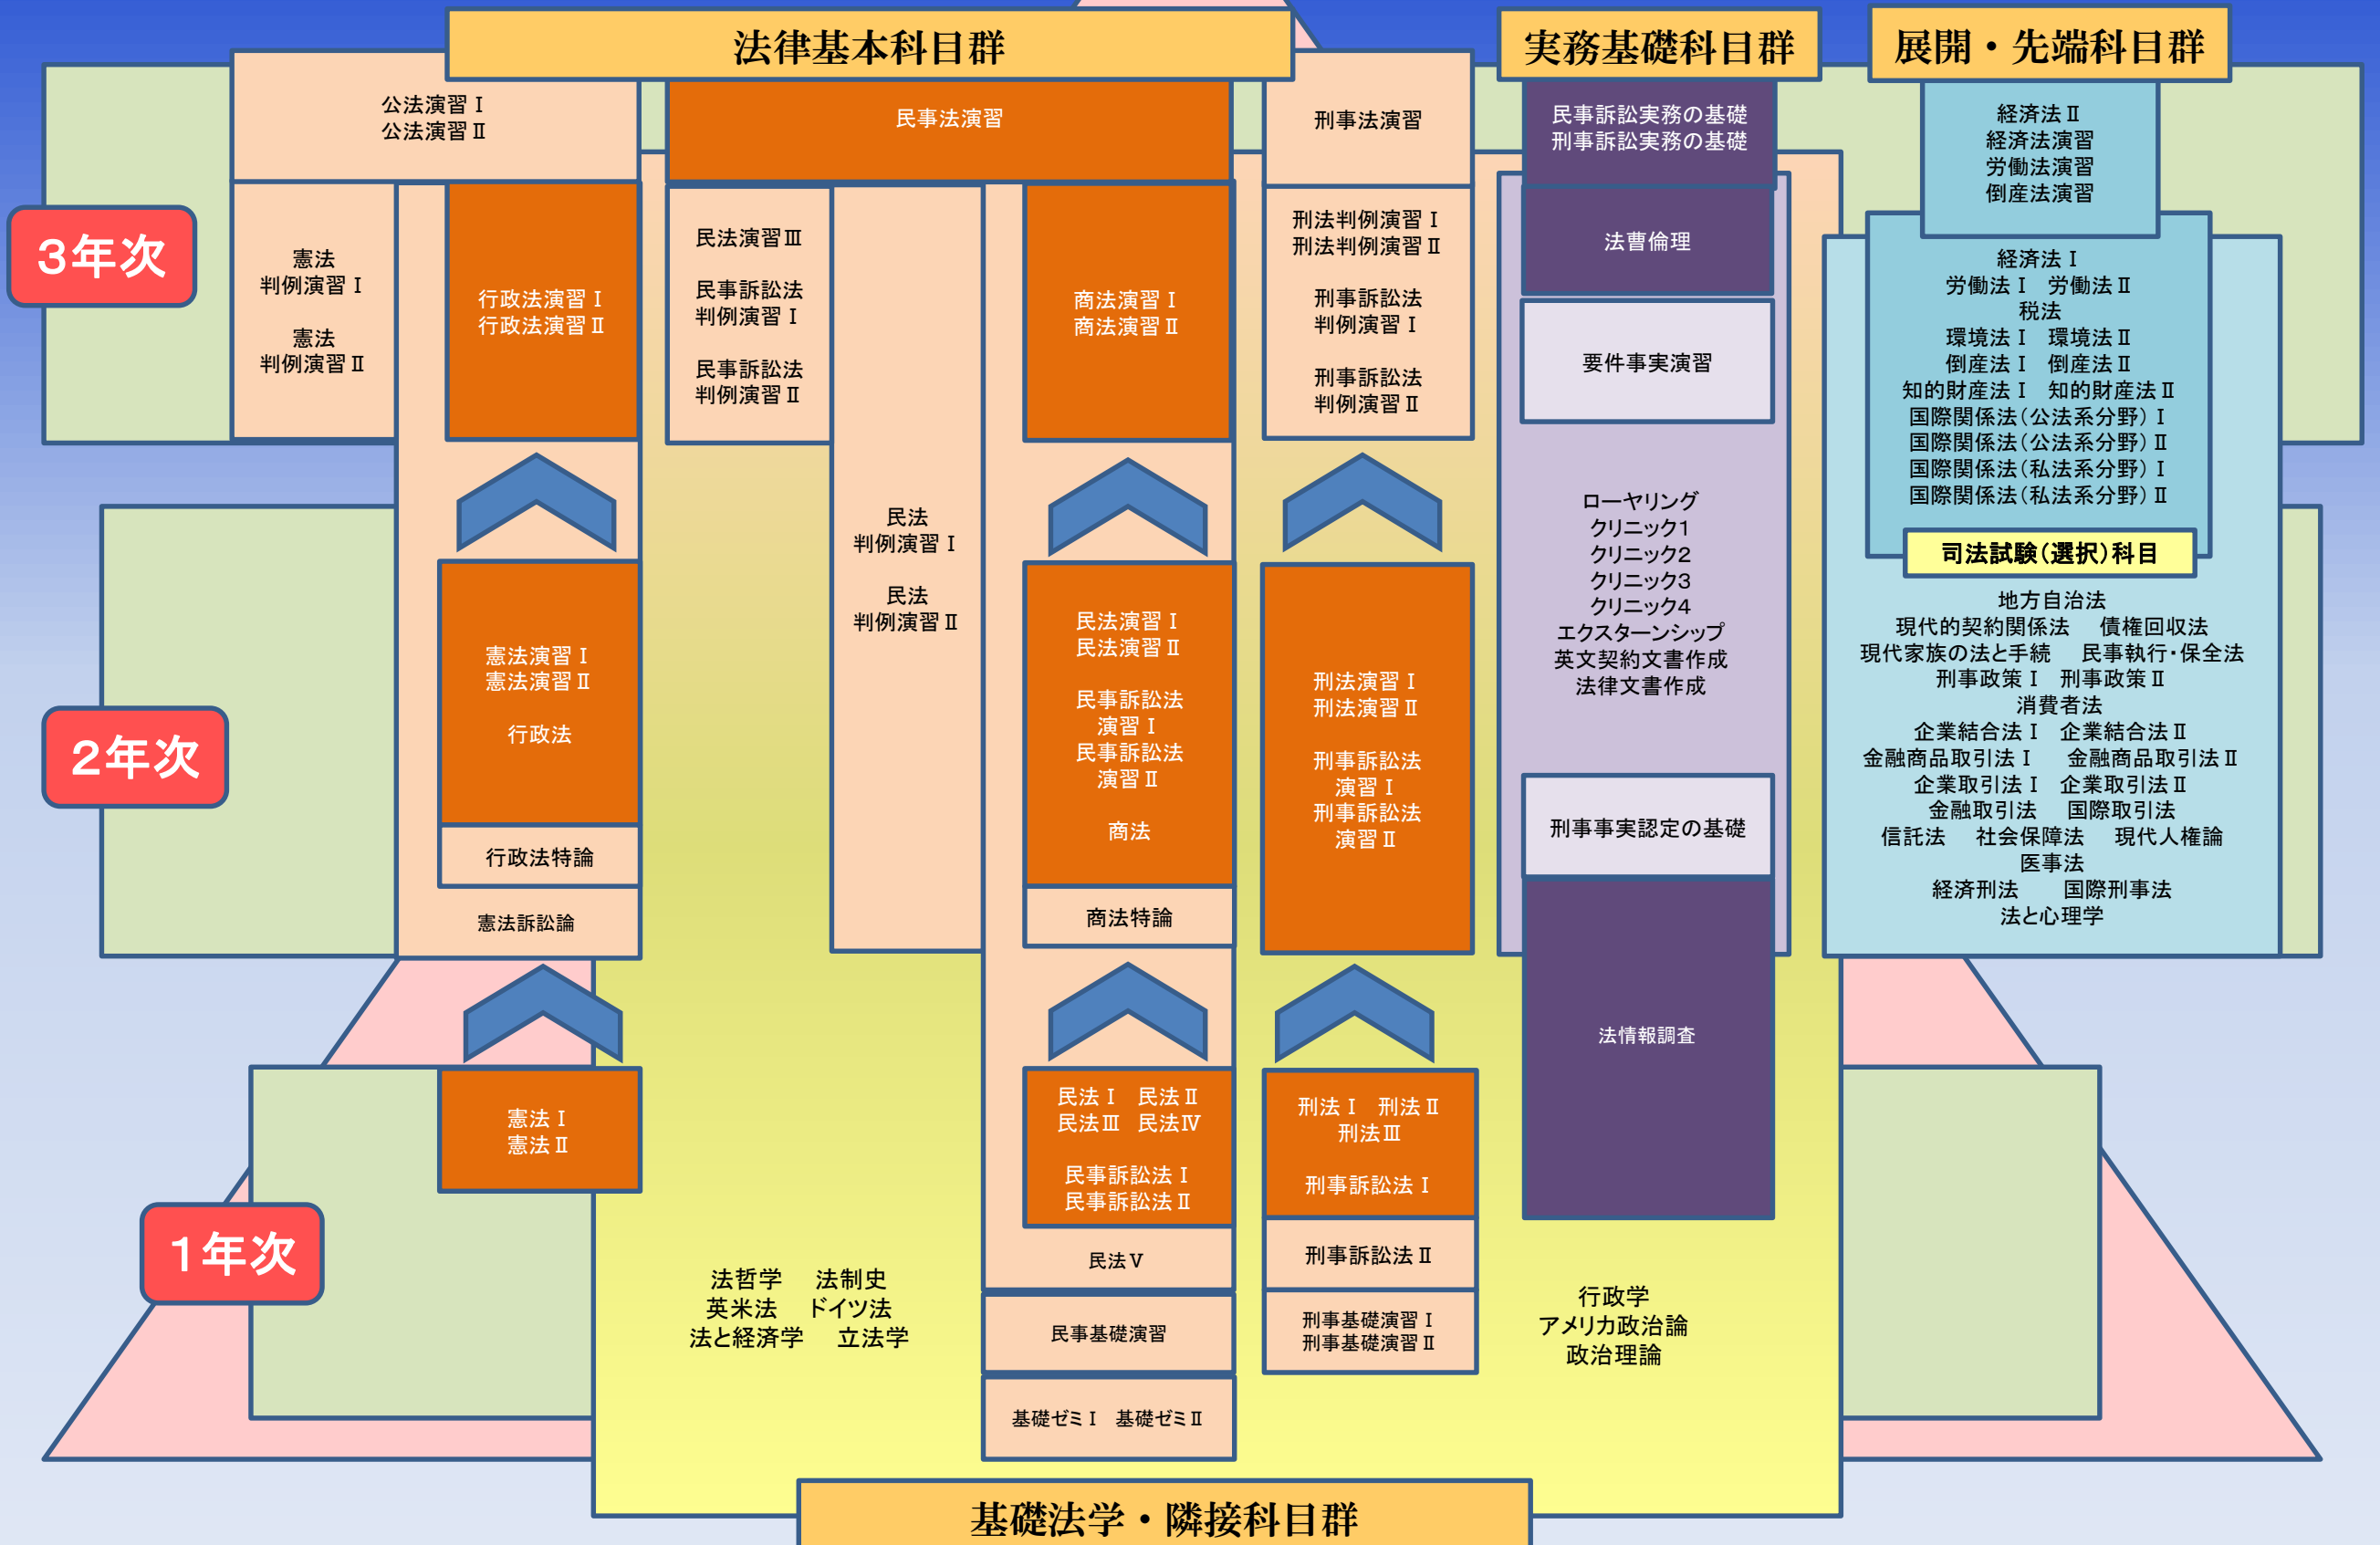 法律基本科目群
実務基礎科目群
展開・先端科目群
3年次
公法演習Ⅰ
公法演習Ⅱ
民事法演習
刑事法演習
民事訴訟実務の基礎
刑事訴訟実務の基礎
経済法Ⅱ
経済法演習
労働法演習
倒産法演習
憲法
判例演習Ⅰ
憲法
判例演習Ⅱ
行政法演習Ⅰ
行政法演習Ⅱ
民法演習Ⅲ
民事訴訟法
判例演習Ⅰ
民事訴訟法
判例演習Ⅱ
商法演習Ⅰ
商法演習Ⅱ
刑法判例演習Ⅰ
刑法判例演習Ⅱ
刑事訴訟法
判例演習Ⅰ
刑事訴訟法
判例演習Ⅱ
法曹倫理
要件事実演習
経済法Ⅰ
労働法Ⅰ 労働法Ⅱ
税法
環境法Ⅰ 環境法Ⅱ
倒産法Ⅰ 倒産法Ⅱ
知的財産法Ⅰ 知的財産法Ⅱ
国際関係法(公法系分野)Ⅰ
国際関係法(公法系分野)Ⅱ
国際関係法(私法系分野)Ⅰ
国際関係法(私法系分野)Ⅱ
司法試験(選択)科目
民法
判例演習Ⅰ
民法
判例演習Ⅱ
ローヤリング
クリニック1
クリニック2
クリニック3
クリニック4
エクスターンシップ
英文契約文書作成
法律文書作成
2年次
憲法演習Ⅰ
憲法演習Ⅱ
行政法
行政法特論
憲法訴訟論
民法演習Ⅰ
民法演習Ⅱ
民事訴訟法
演習Ⅰ
民事訴訟法
演習Ⅱ
商法
商法特論
刑法演習Ⅰ
刑法演習Ⅱ
刑事訴訟法
演習Ⅰ
刑事訴訟法
演習Ⅱ
刑事事実認定の基礎
地方自治法
現代的契約関係法 債権回収法
現代家族の法と手続 民事執行・保全法
刑事政策Ⅰ 刑事政策Ⅱ
消費者法
企業結合法Ⅰ 企業結合法Ⅱ
金融商品取引法Ⅰ 金融商品取引法Ⅱ
企業取引法Ⅰ 企業取引法Ⅱ
金融取引法 国際取引法
信託法 社会保障法 現代人権論
医事法
経済刑法 国際刑事法
法と心理学
法情報調査
1年次
憲法Ⅰ
憲法Ⅱ
民法Ⅰ 民法Ⅱ
民法Ⅲ 民法Ⅳ
民事訴訟法Ⅰ
民事訴訟法Ⅱ
民法Ⅴ
民事基礎演習
基礎ゼミⅠ 基礎ゼミⅡ
刑法Ⅰ 刑法Ⅱ
刑法Ⅲ
刑事訴訟法Ⅰ
刑事訴訟法Ⅱ
刑事基礎演習Ⅰ
刑事基礎演習Ⅱ
法哲学 法制史
英米法 ドイツ法
法と経済学 立法学
行政学
アメリカ政治論
政治理論
基礎法学・隣接科目群